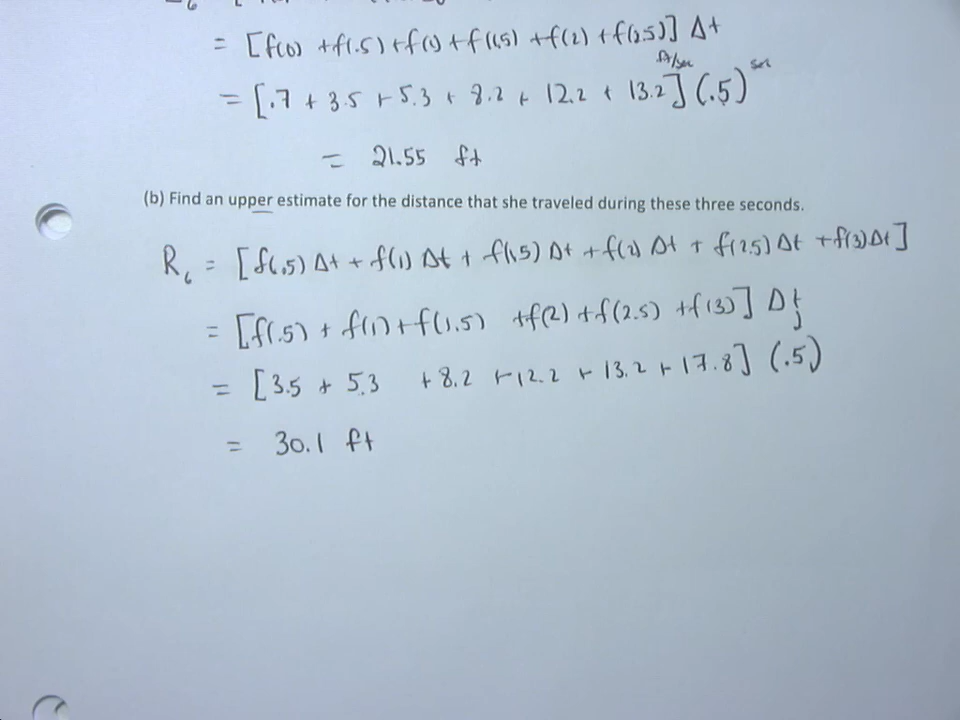 = [f(0) + f(.5) + f(1) + f(1.5) + f(2) + f(2.5)] Δt
= [.7 + 3.5 + 5.3 + 8.2 + 12.2 + 13.2] ft/sec (.5) sec
= 21.55 ft
(b) Find an upper estimate for the distance that she traveled during these three seconds.
R6 = [f(.5) Δt + f(1) Δt + f(1.5) Δt + f(2) Δt + f(2.5) Δt + f(3) Δt]
= [f(.5) + f(1) + f(1.5) + f(2) + f(2.5) + f(3)] Δt
= [3.5 + 5.3 + 8.2 + 12.2 + 13.2 + 17.8] (.5)
= 30.1 ft